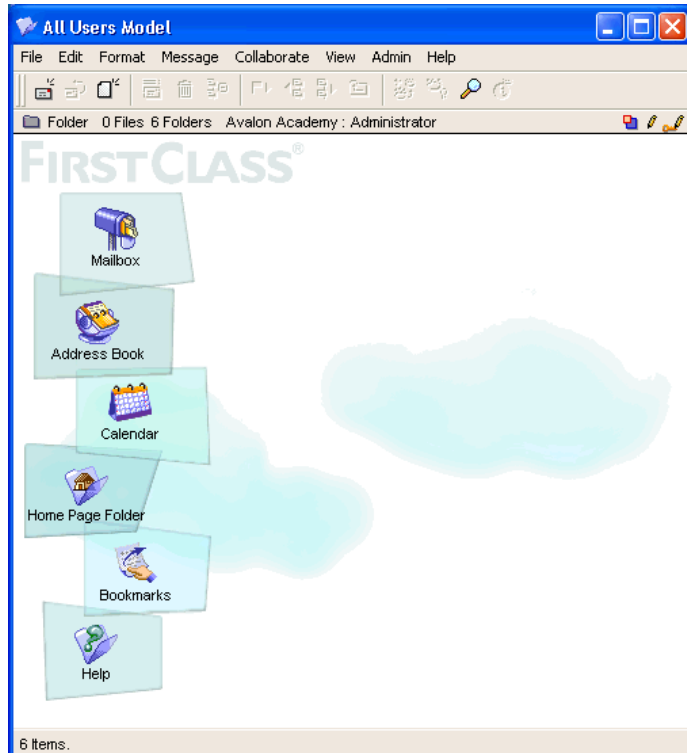 All Users Model
File Edit Format Message Collaborate View Admin Help
Folder 0 Files 6 Folders Avalon Academy : Administrator
FIRSTCLASS®
Mailbox
Address Book
Calendar
Home Page Folder
Bookmarks
Help
6 Items.